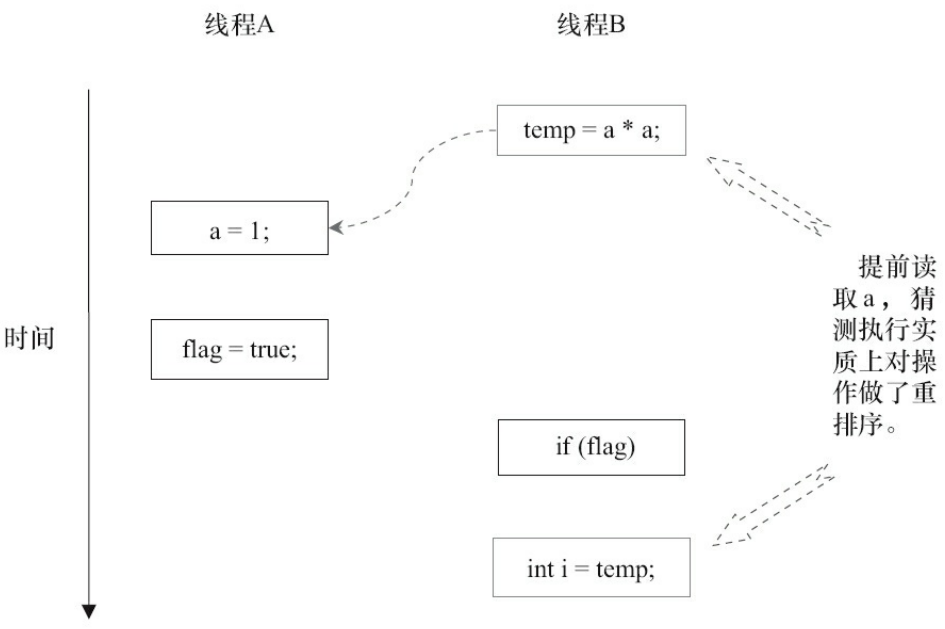 线程A
线程B
temp = a * a;
a = 1;
提前读
取a，猜
测执行实
质上对操
作做了重
排序。
时间
flag = true;
if (flag)
int i = temp;